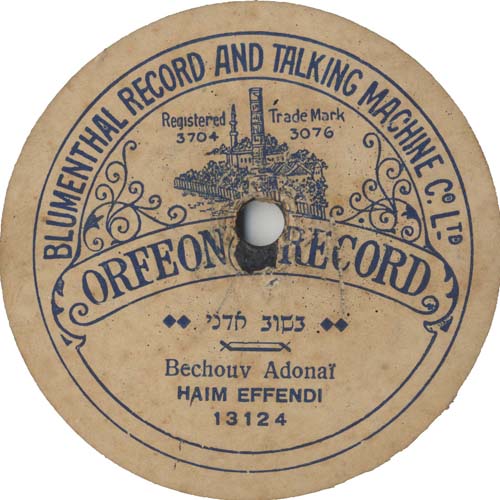 BLUMENTHAL RECORD AND TALKING MACHINE Co. LTD
Registered Trade Mark
3704 3076
ORFEON RECORD
בשוב אדני
Bechouv Adonaï
HAIM EFFENDI
13124